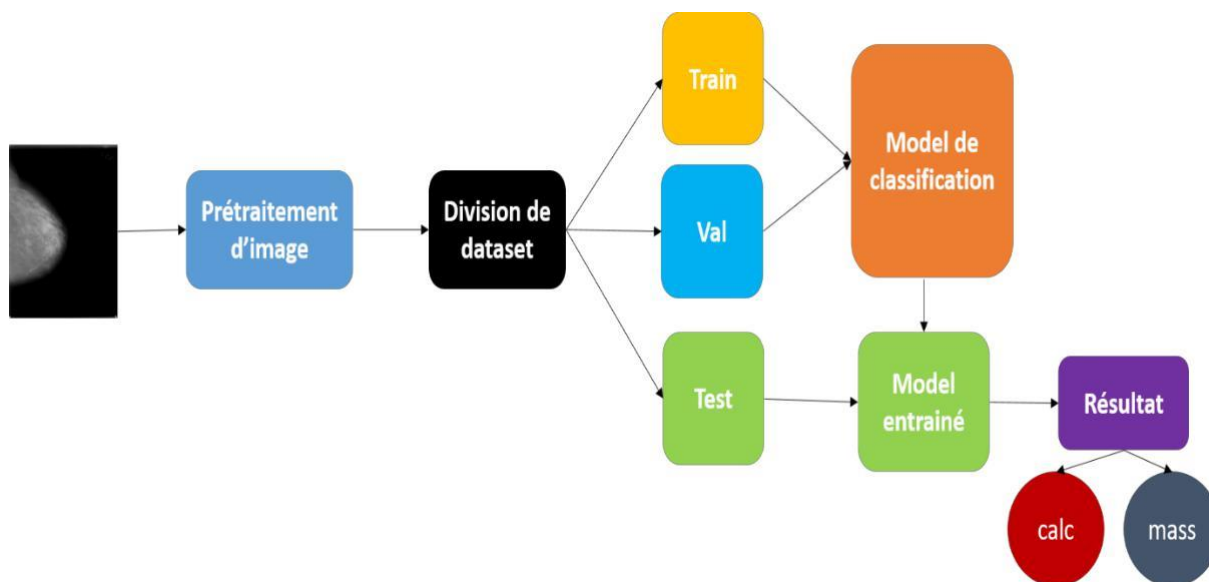 Train
Model de
classification
Prétraitement
d'image
Division de
dataset
Val
Test
Model
entrainé
Résultat
calc
mass